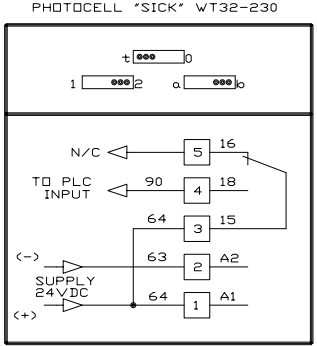 PHOTOCELL "SICK" WT32-230
t 0
1 2 a b
N/C 5 16
TO PLC
INPUT 90 4 18
64 3 15
(-) 63 2 A2
SUPPLY
24VDC 64 1 A1
(+)